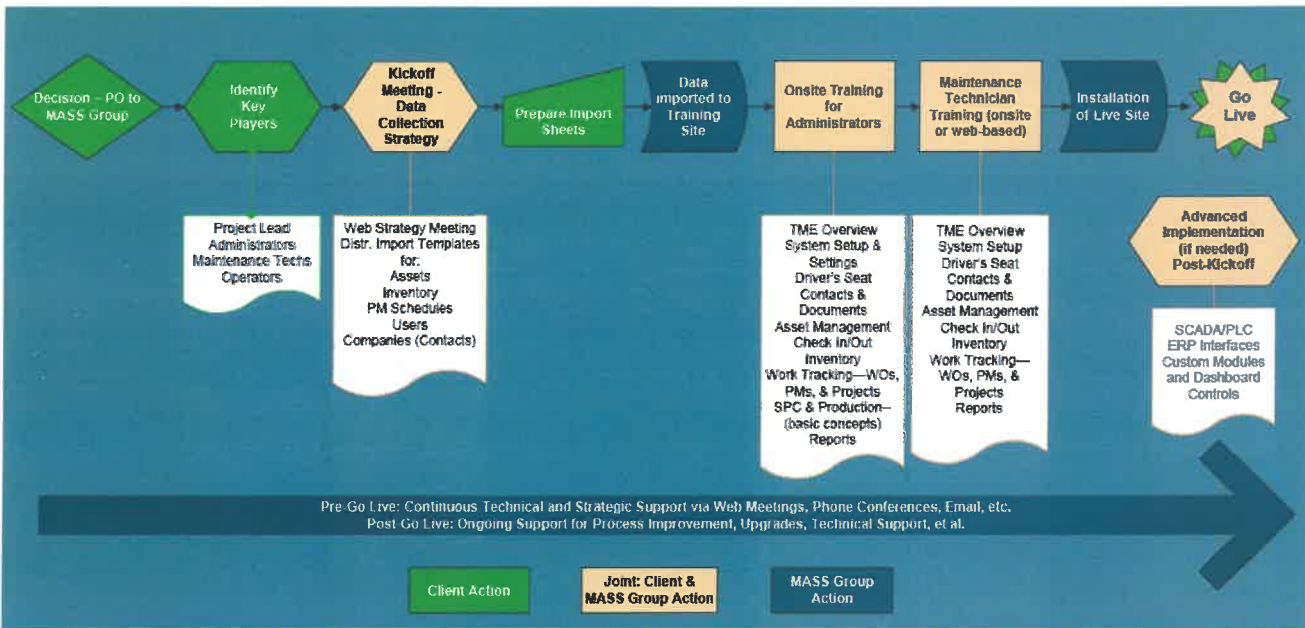 Decision – PO to
MASS Group
Identify
Key
Players
Kickoff
Meeting -
Data
Collection
Strategy
Prepare Import
Sheets
Data
imported to
Training
Site
Onsite Training
for
Administrators
Maintenance
Technician
Training (onsite
or web-based)
Installation
of Live Site
Go
Live
Project Lead
Administrators
Maintenance Techs
Operators
Web Strategy Meeting
Distr. Import Templates
for:
Assets
Inventory
PM Schedules
Users
Companies (Contacts)
TME Overview
System Setup &
Settings
Driver's Seat
Contacts &
Documents
Asset Management
Check In/Out
Inventory
Work Tracking—WOs,
PMs, & Projects
SPC & Production–
(basic concepts)
Reports
TME Overview
System Setup
Driver's Seat
Contacts &
Documents
Asset Management
Check In/Out
Inventory
Work Tracking—
WOs, PMs, &
Projects
Reports
Advanced
Implementation
(if needed)
Post-Kickoff
SCADA/PLC
ERP Interfaces
Custom Modules
and Dashboard
Controls
Pre-Go Live: Continuous Technical and Strategic Support via Web Meetings, Phone Conferences, Email, etc.
Post-Go Live: Ongoing Support for Process Improvement, Upgrades, Technical Support, et al.
Client Action
Joint: Client &
MASS Group Action
MASS Group
Action